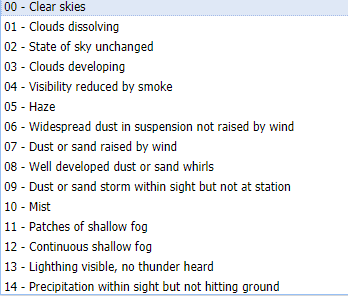 00 - Clear skies
01 - Clouds dissolving
02 - State of sky unchanged
03 - Clouds developing
04 - Visibility reduced by smoke
05 - Haze
06 - Widespread dust in suspension not raised by wind
07 - Dust or sand raised by wind
08 - Well developed dust or sand whirls
09 - Dust or sand storm within sight but not at station
10 - Mist
11 - Patches of shallow fog
12 - Continuous shallow fog
13 - Lighthing visible, no thunder heard
14 - Precipitation within sight but not hitting ground